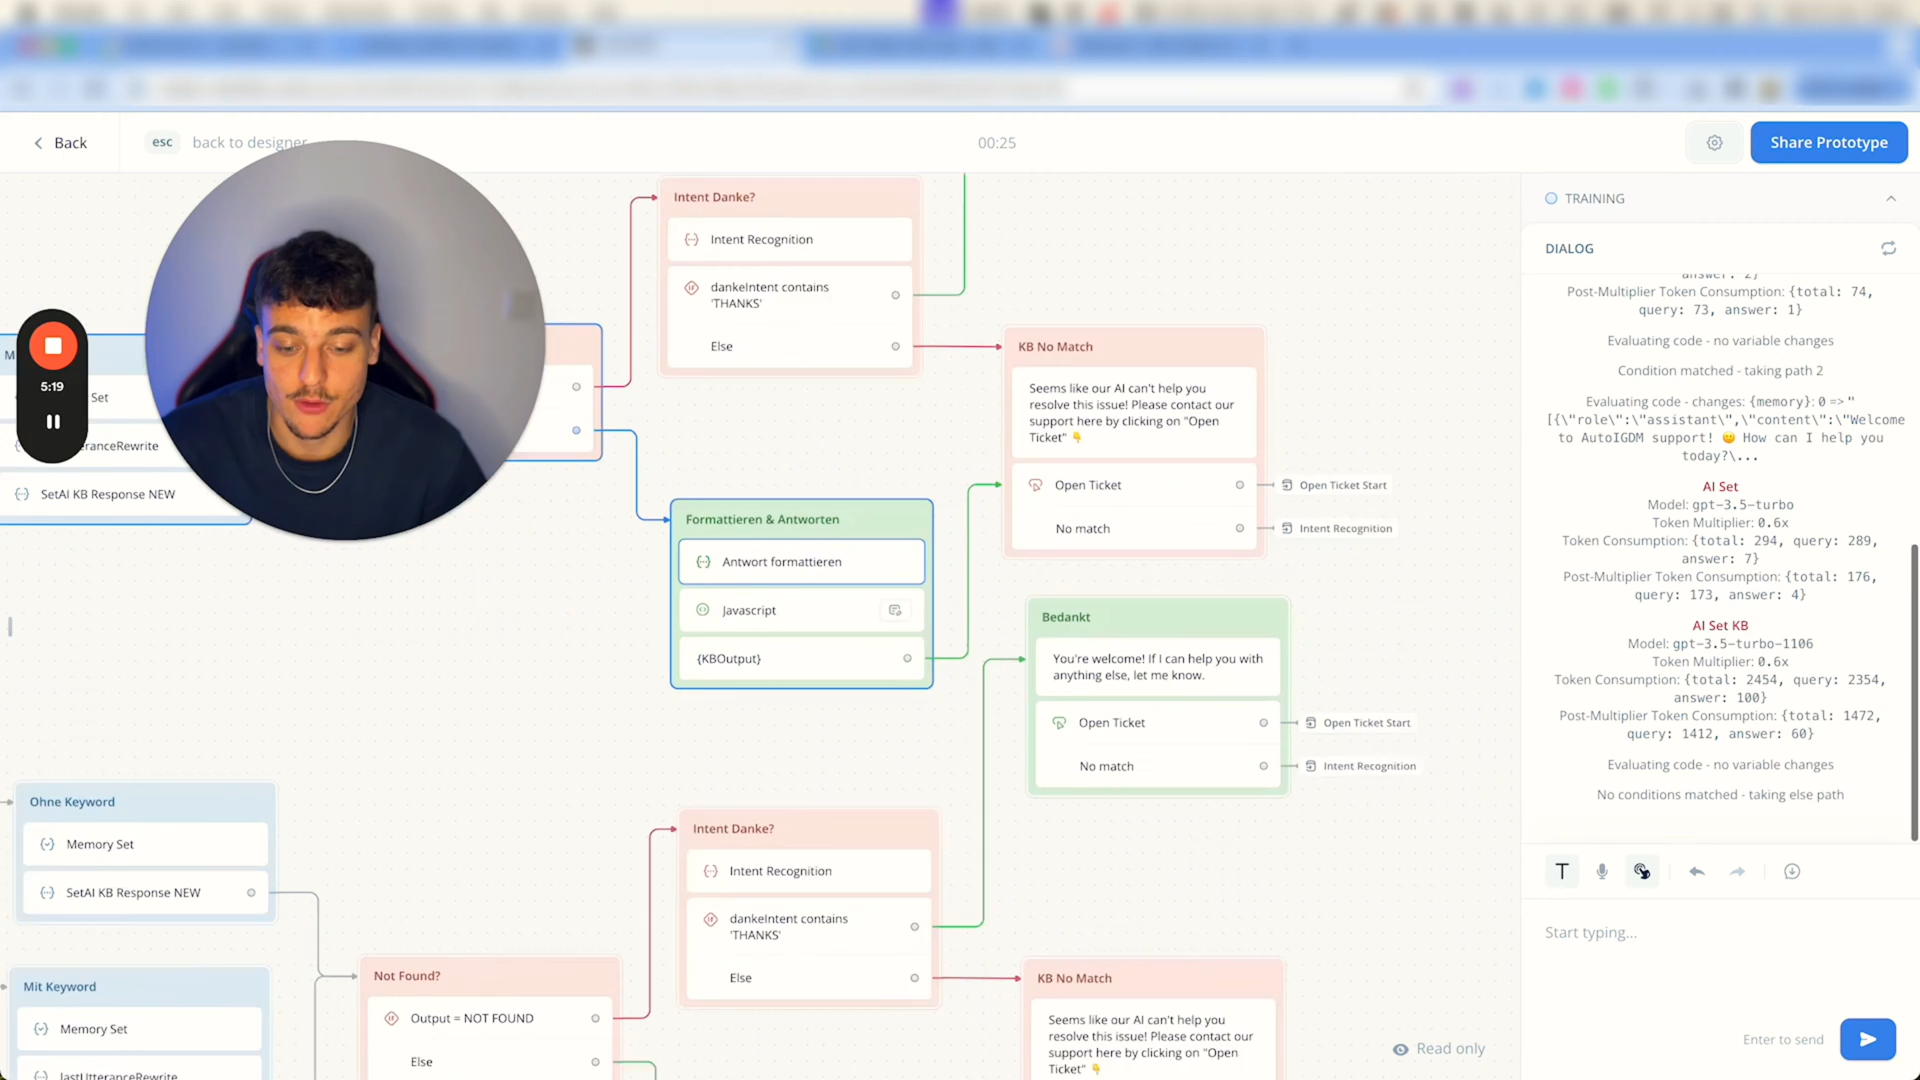 Back
esc back to designer
00:25
Share Prototype
5:19
Set
SetAI KB Response NEW
Intent Danke?
Intent Recognition
dankeIntent contains
'THANKS'
Else
KB No Match
Seems like our AI can't help you
resolve this issue! Please contact our
support here by clicking on "Open
Ticket" 👇
Open Ticket
Open Ticket Start
No match
Intent Recognition
Formattieren & Antworten
Antwort formattieren
Javascript
{KBOutput}
Bedankt
You're welcome! If I can help you with
anything else, let me know.
Open Ticket
Open Ticket Start
No match
Intent Recognition
Ohne Keyword
Memory Set
SetAI KB Response NEW
Mit Keyword
Memory Set
lastUtteranceRewrite
Not Found?
Output = NOT FOUND
Else
Intent Danke?
Intent Recognition
dankeIntent contains
'THANKS'
Else
KB No Match
Seems like our AI can't help you
resolve this issue! Please contact our
support here by clicking on "Open
Ticket" 👇
Read only
TRAINING
DIALOG
answer: 2}
Post-Multiplier Token Consumption: {total: 74,
query: 73, answer: 1}
Evaluating code - no variable changes
Condition matched - taking path 2
Evaluating code - changes: {memory}: 0 => "
[{\"role\":\"assistant\",\"content\":\"Welcome
to AutoIGDM support! 🙂 How can I help you
today?\...
AI Set
Model: gpt-3.5-turbo
Token Multiplier: 0.6x
Token Consumption: {total: 294, query: 289,
answer: 7}
Post-Multiplier Token Consumption: {total: 176,
query: 173, answer: 4}
AI Set KB
Model: gpt-3.5-turbo-1106
Token Multiplier: 0.6x
Token Consumption: {total: 2454, query: 2354,
answer: 100}
Post-Multiplier Token Consumption: {total: 1472,
query: 1412, answer: 60}
Evaluating code - no variable changes
No conditions matched - taking else path
T
Start typing...
Enter to send